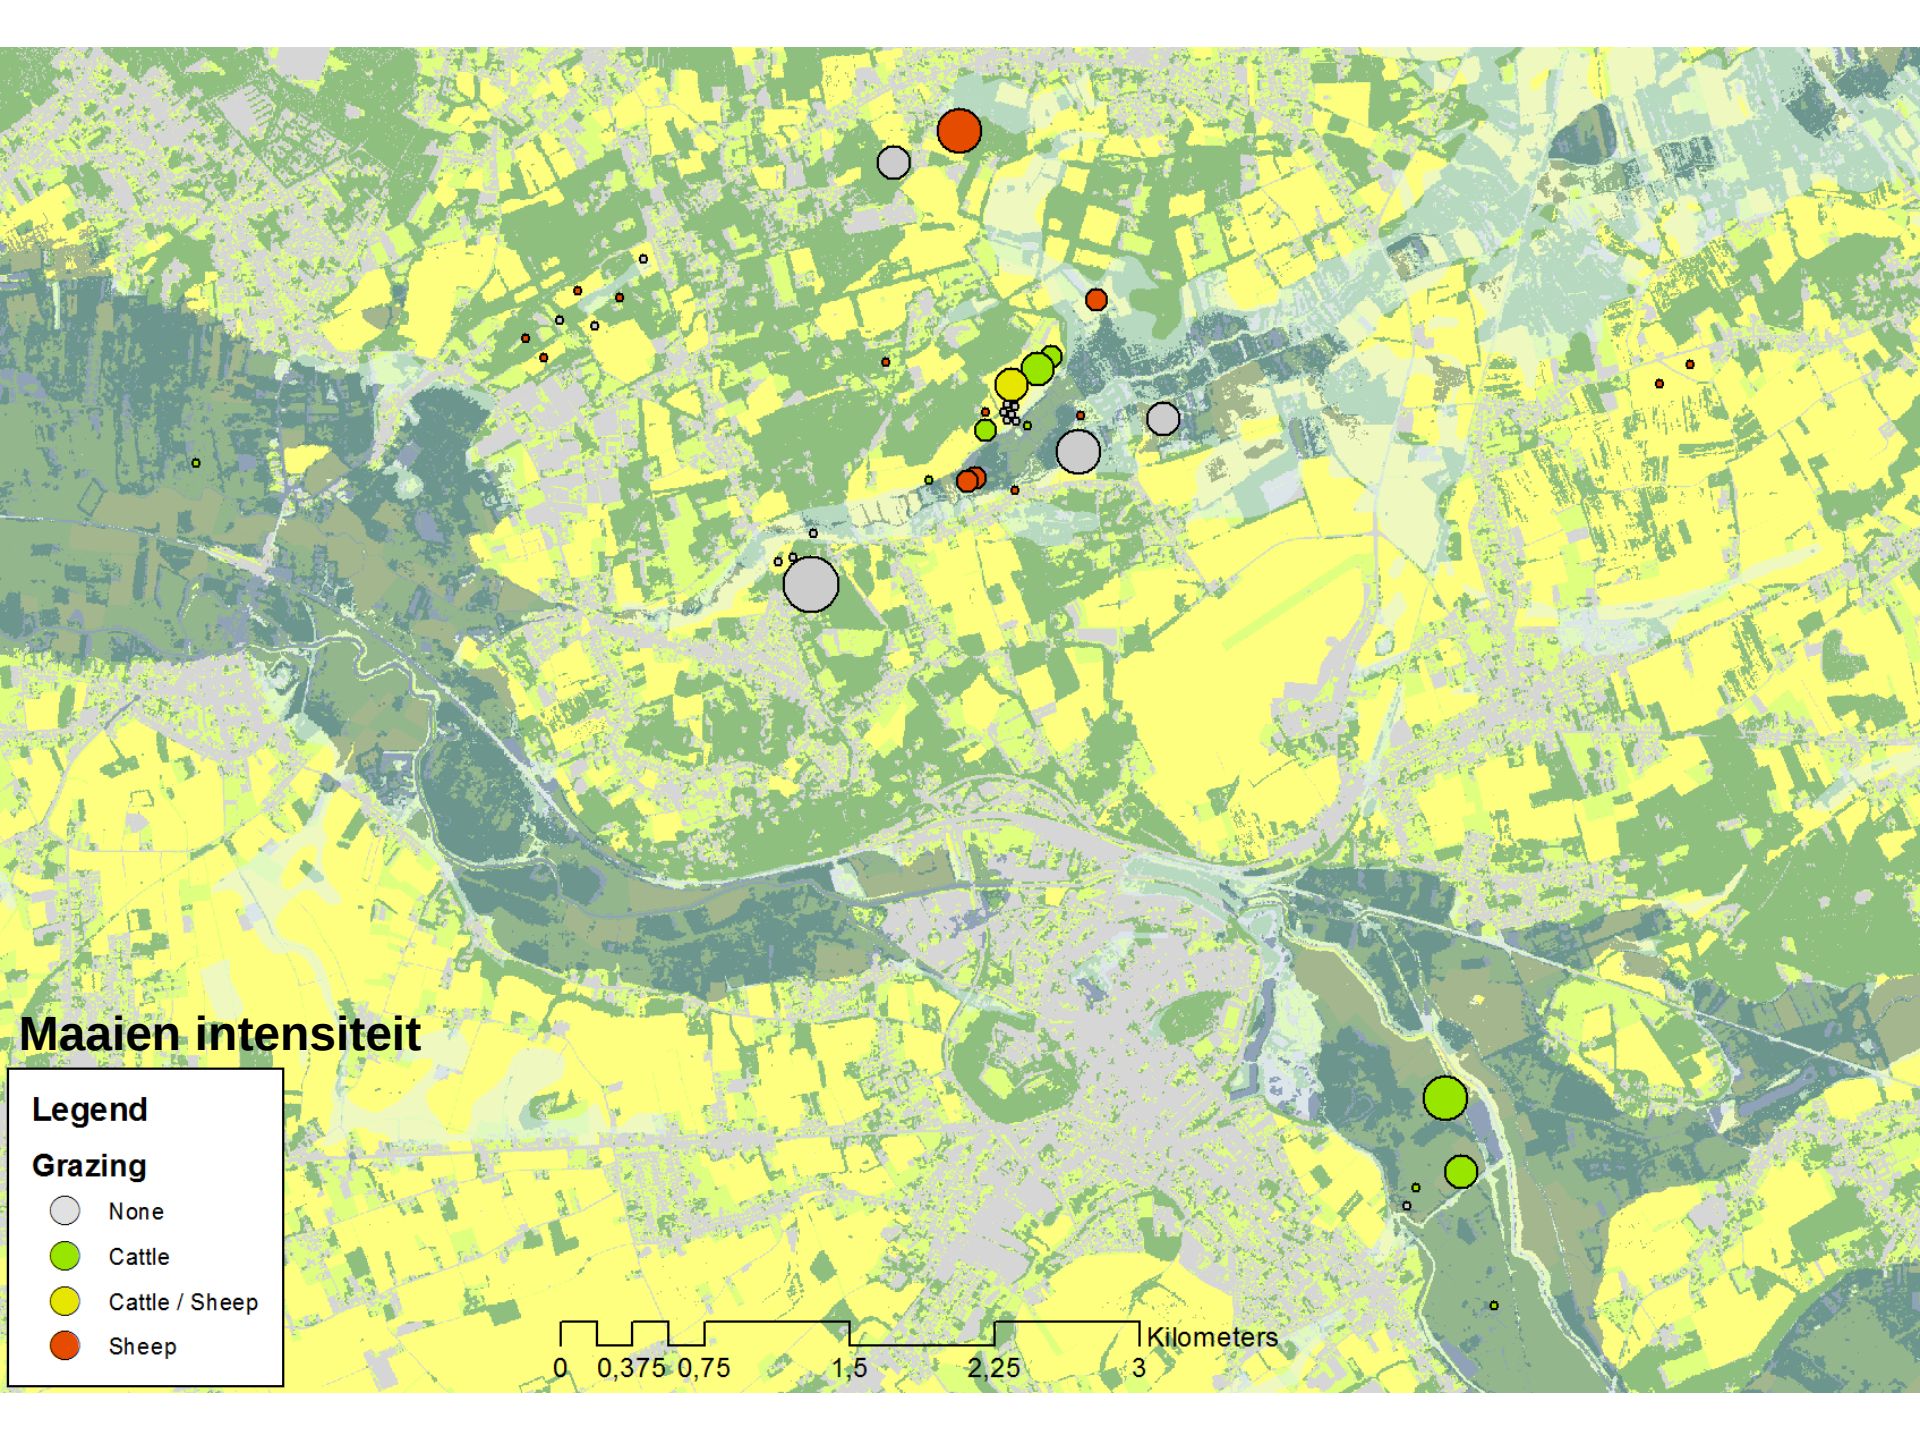 Maaien intensiteit
Legend
Grazing
None
Cattle
Cattle / Sheep
Sheep
Kilometers
0 0,375 0,75 1,5 2,25 3